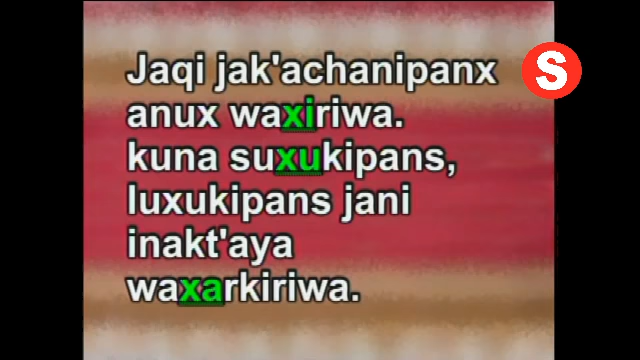 Jaqi jak'achanipanx
anux waxiriwa.
kuna suxukipans,
luxukipans jani
inakt'aya
waxarkiriwa.
S